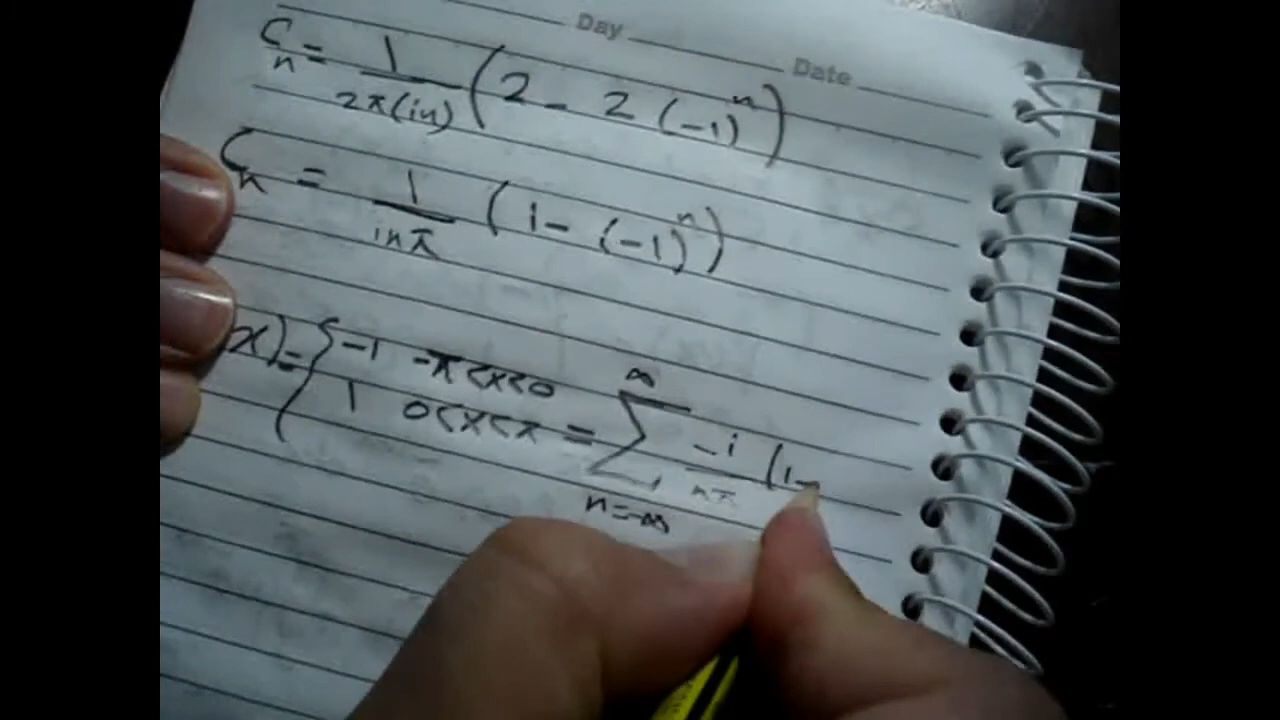 Day Date
Cn = 1/2π(in) (2 - 2(-1)^n)
Cn = 1/inπ (1 - (-1)^n)
x) = { -1 -π<x<0
1 0<x<π = ∞ Σ n=-∞ -i/nπ (1-